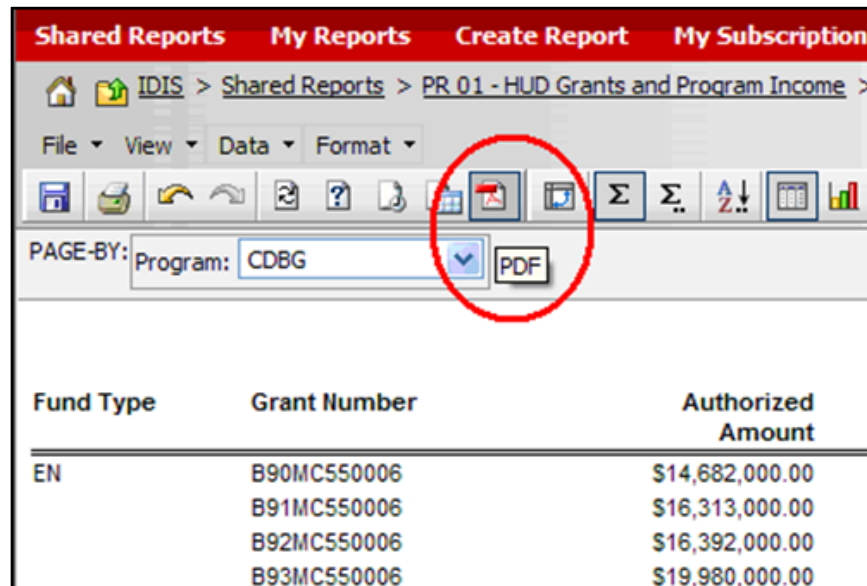 Shared Reports My Reports Create Report My Subscription
IDIS > Shared Reports > PR 01 - HUD Grants and Program Income >
File View Data Format
PAGE-BY: Program: CDBG PDF
Fund Type Grant Number Authorized
Amount
EN B90MC550006 $14,682,000.00
B91MC550006 $16,313,000.00
B92MC550006 $16,392,000.00
B93MC550006 $19,980,000.00